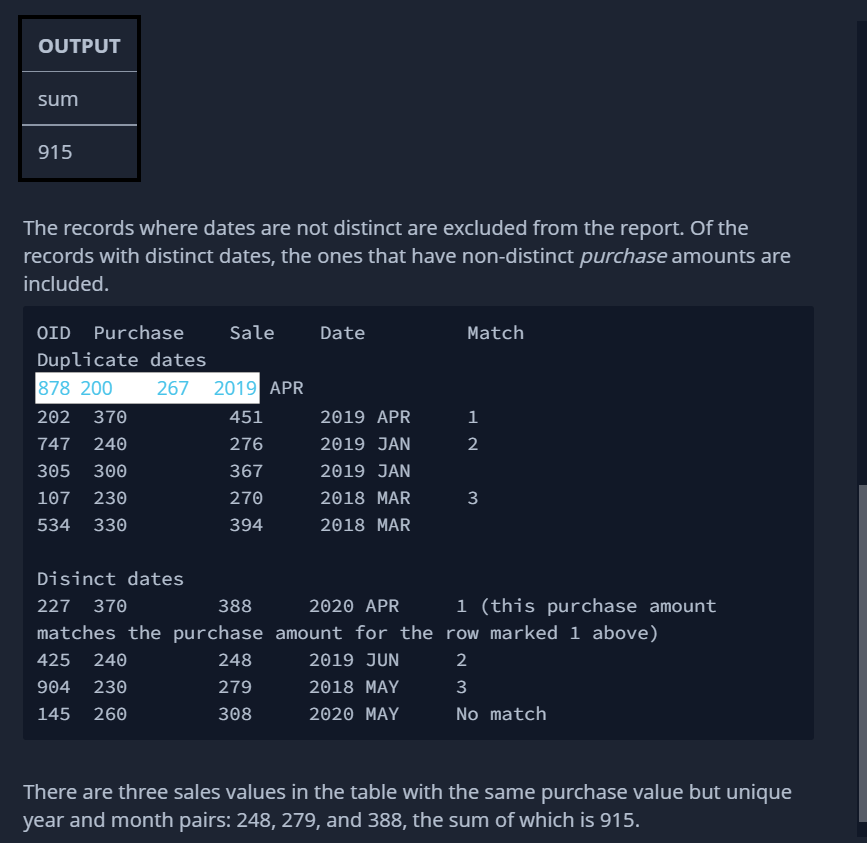 OUTPUT
sum
915
The records where dates are not distinct are excluded from the report. Of the
records with distinct dates, the ones that have non-distinct purchase amounts are
included.
OID Purchase Sale Date Match
Duplicate dates
878 200 267 2019 APR
202 370 451 2019 APR 1
747 240 276 2019 JAN 2
305 300 367 2019 JAN
107 230 270 2018 MAR 3
534 330 394 2018 MAR
Disinct dates
227 370 388 2020 APR 1 (this purchase amount
matches the purchase amount for the row marked 1 above)
425 240 248 2019 JUN 2
904 230 279 2018 MAY 3
145 260 308 2020 MAY No match
There are three sales values in the table with the same purchase value but unique
year and month pairs: 248, 279, and 388, the sum of which is 915.